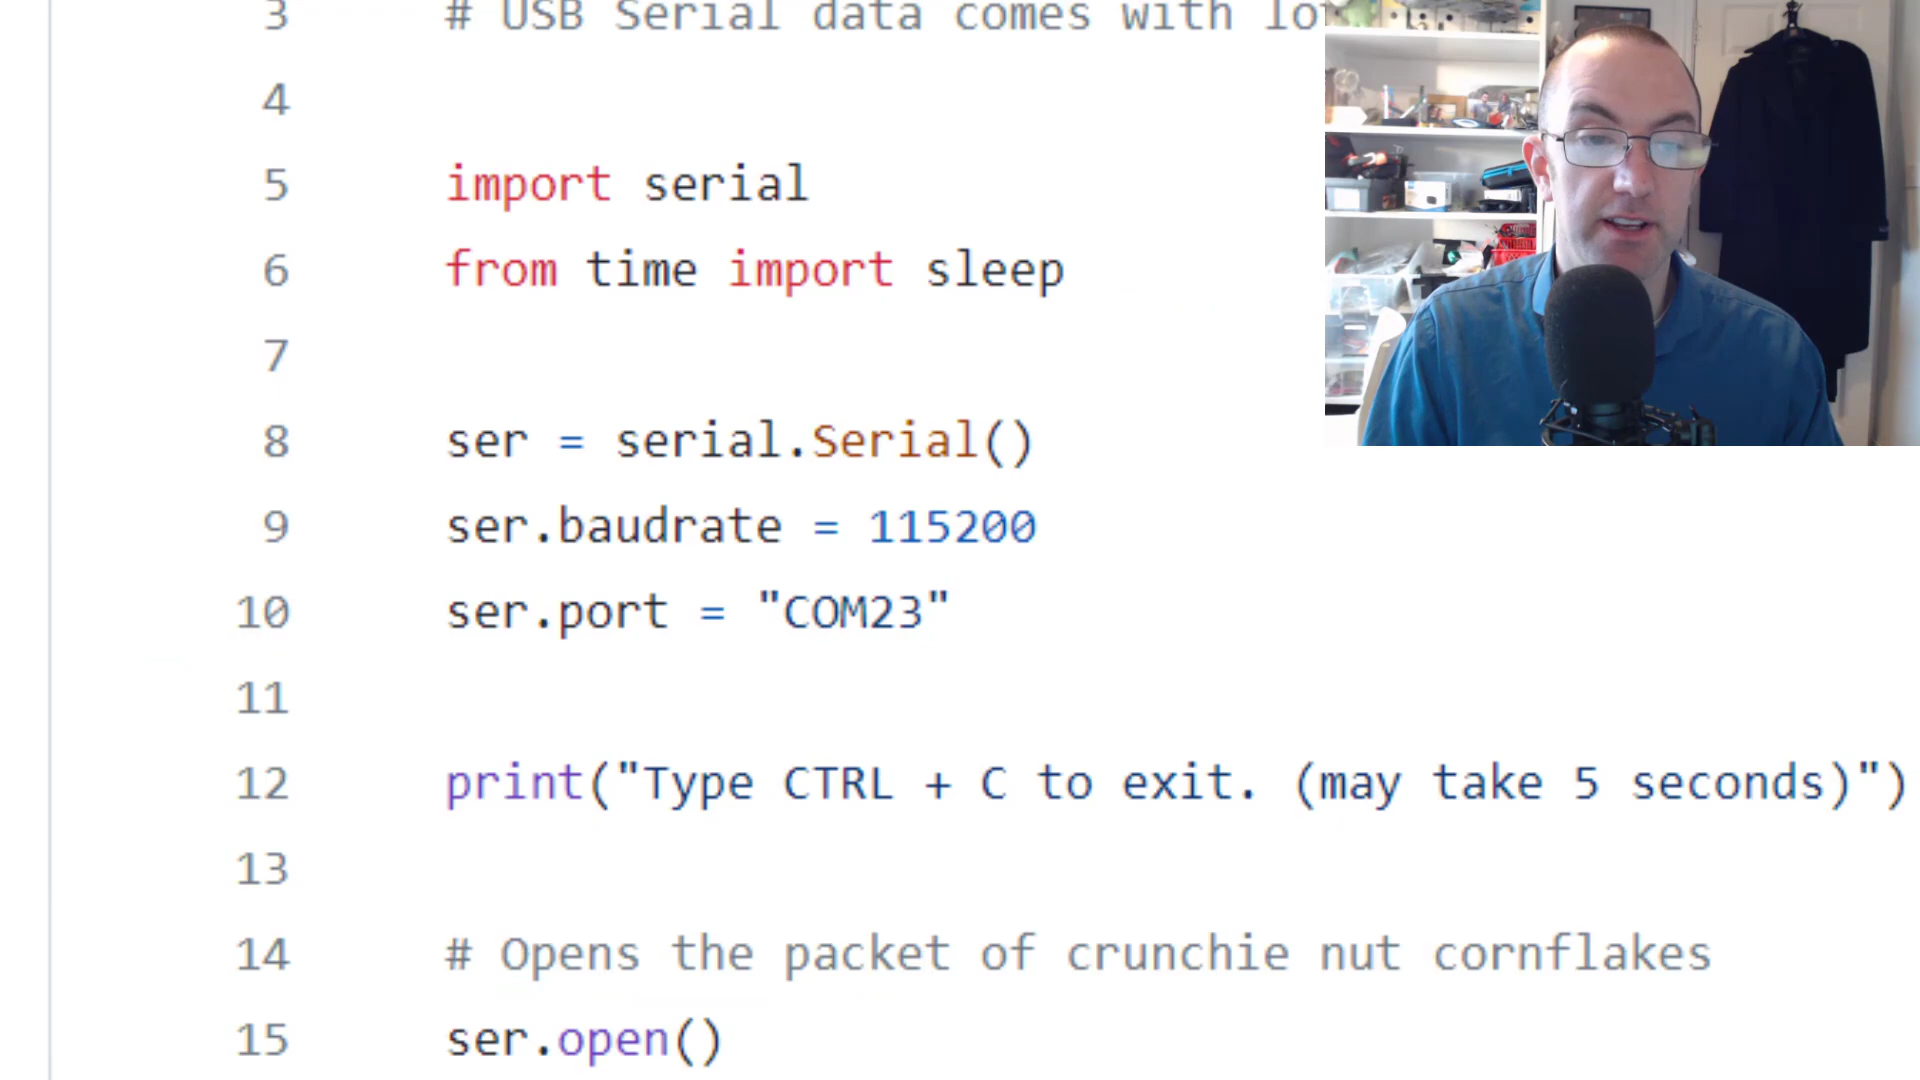 3 # USB Serial data comes with
4
5 import serial
6 from time import sleep
7
8 ser = serial.Serial()
9 ser.baudrate = 115200
10 ser.port = "COM23"
11
12 print("Type CTRL + C to exit. (may take 5 seconds)")
13
14 # Opens the packet of crunchie nut cornflakes
15 ser.open()